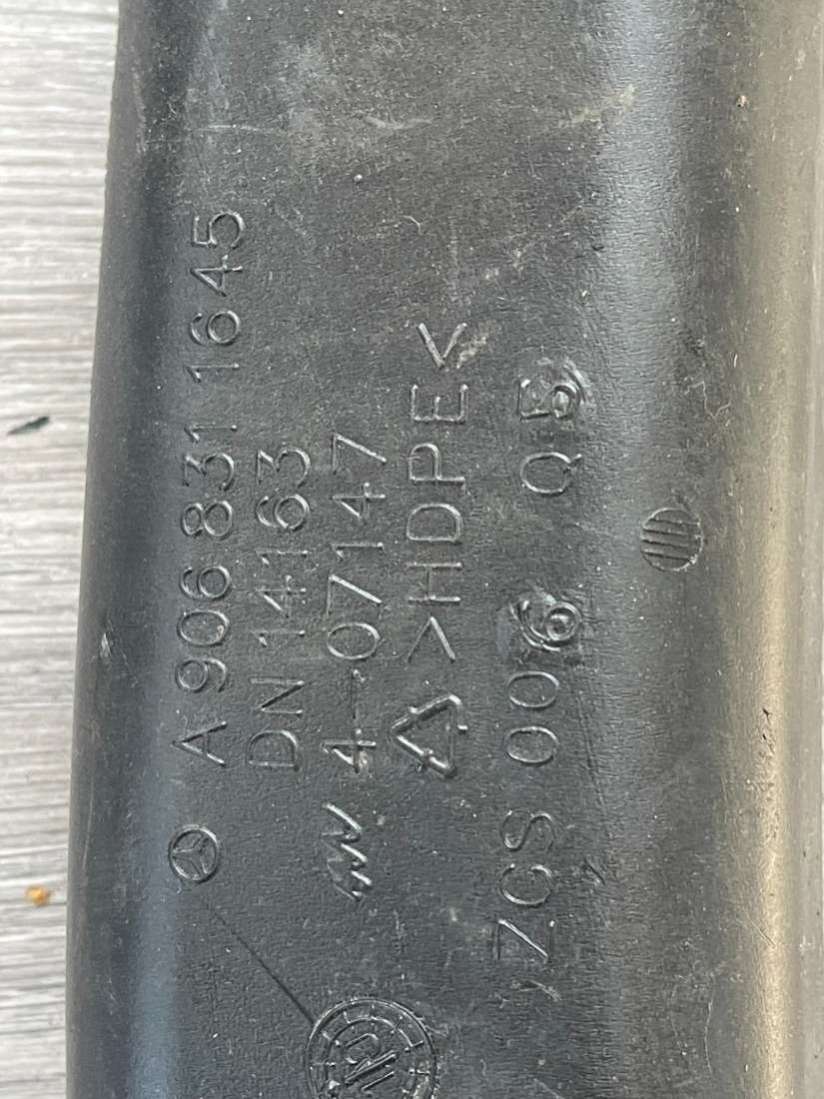 A 906 831 1645
DN 14163
4-07147
>HDPE<
ZGS 006 Q5